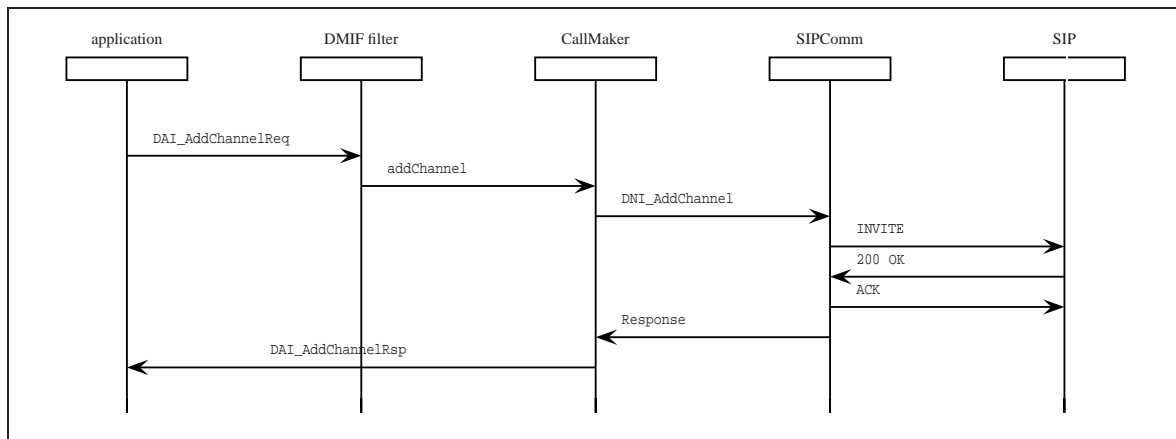 application
DMIF filter
CallMaker
SIPComm
SIP
DAI_AddChannelReq
addChannel
DNI_AddChannel
INVITE
200 OK
ACK
Response
DAI_AddChannelRsp